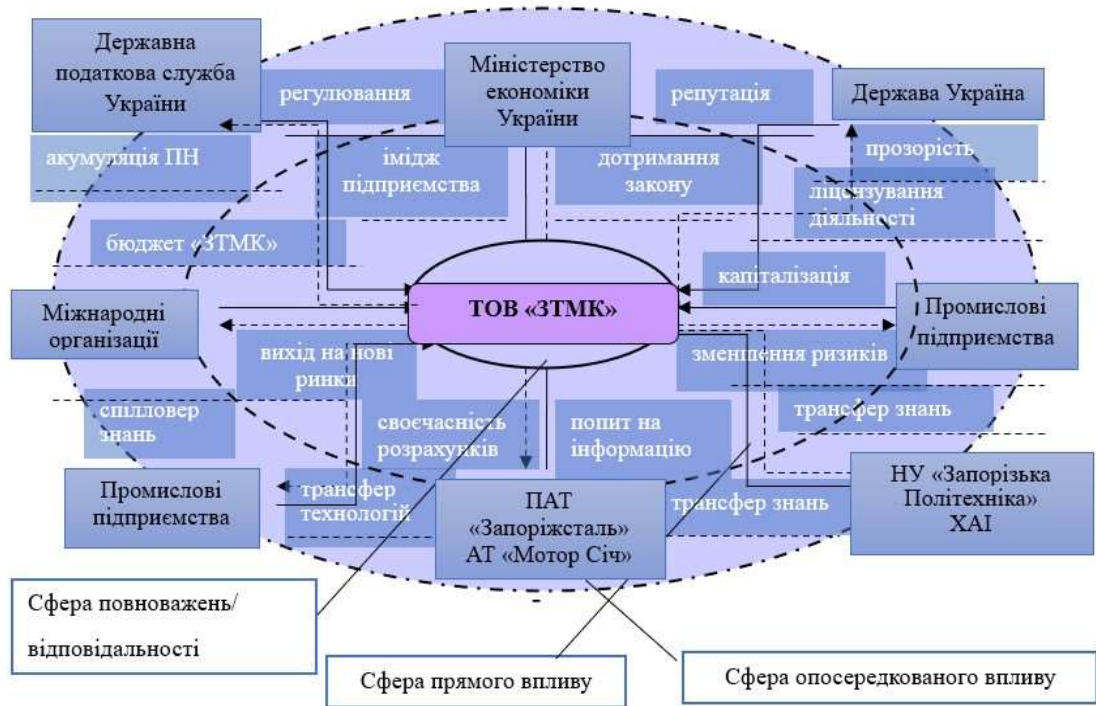 Державна
податкова служба
України
регулювання
Міністерство
економіки
України
репутація
Держава Україна
акумуляція ПН
імідж
підприємства
дотримання
закону
прозорість
ліцензування
діяльності
бюджет «ЗТМК»
капіталізація
Міжнародні
організації
ТОВ «ЗТМК»
Промислові
підприємства
вихід на нові
ринки
зменшення ризиків
спілловер
знань
своєчасність
розрахунків
попит на
інформацію
трансфер знань
Промислові
підприємства
трансфер
технологій
ПАТ
«Запоріжсталь»
АТ «Мотор Січ»
трансфер знань
НУ «Запорізька
Політехніка»
ХАІ
Сфера повноважень/
відповідальності
Сфера прямого впливу
Сфера опосередкованого впливу